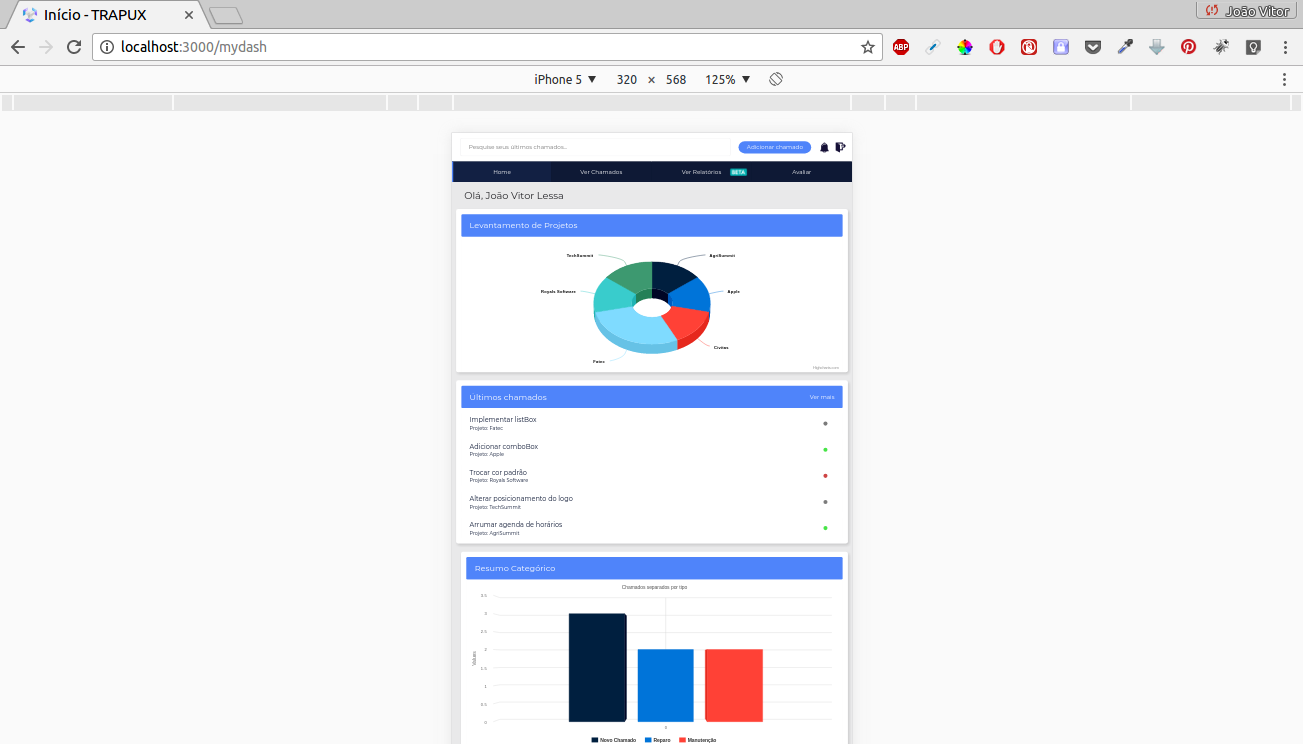 Início - TRAPUX
João Vitor
localhost:3000/mydash
ABP
iPhone 5 320 × 568 125%
Pesquise seus últimos chamados...
Adicionar chamado
Home Ver Chamados Ver Relatórios BETA Avaliar
Olá, João Vitor Lessa
Levantamento de Projetos
TechSummit AgriSummit
Royals Software Apple
Civitas
Fatec
Highcharts.com
Últimos chamados Ver mais
Implementar listBox
Projeto: Fatec
Adicionar comboBox
Projeto: Apple
Trocar cor padrão
Projeto: Royals Software
Alterar posicionamento do logo
Projeto: TechSummit
Arrumar agenda de horários
Projeto: AgriSummit
Resumo Categórico
Chamados separados por tipo
3.5
3
2.5
2
Values
1.5
1
0.5
0
0
Novo Chamado Reparo Manutenção